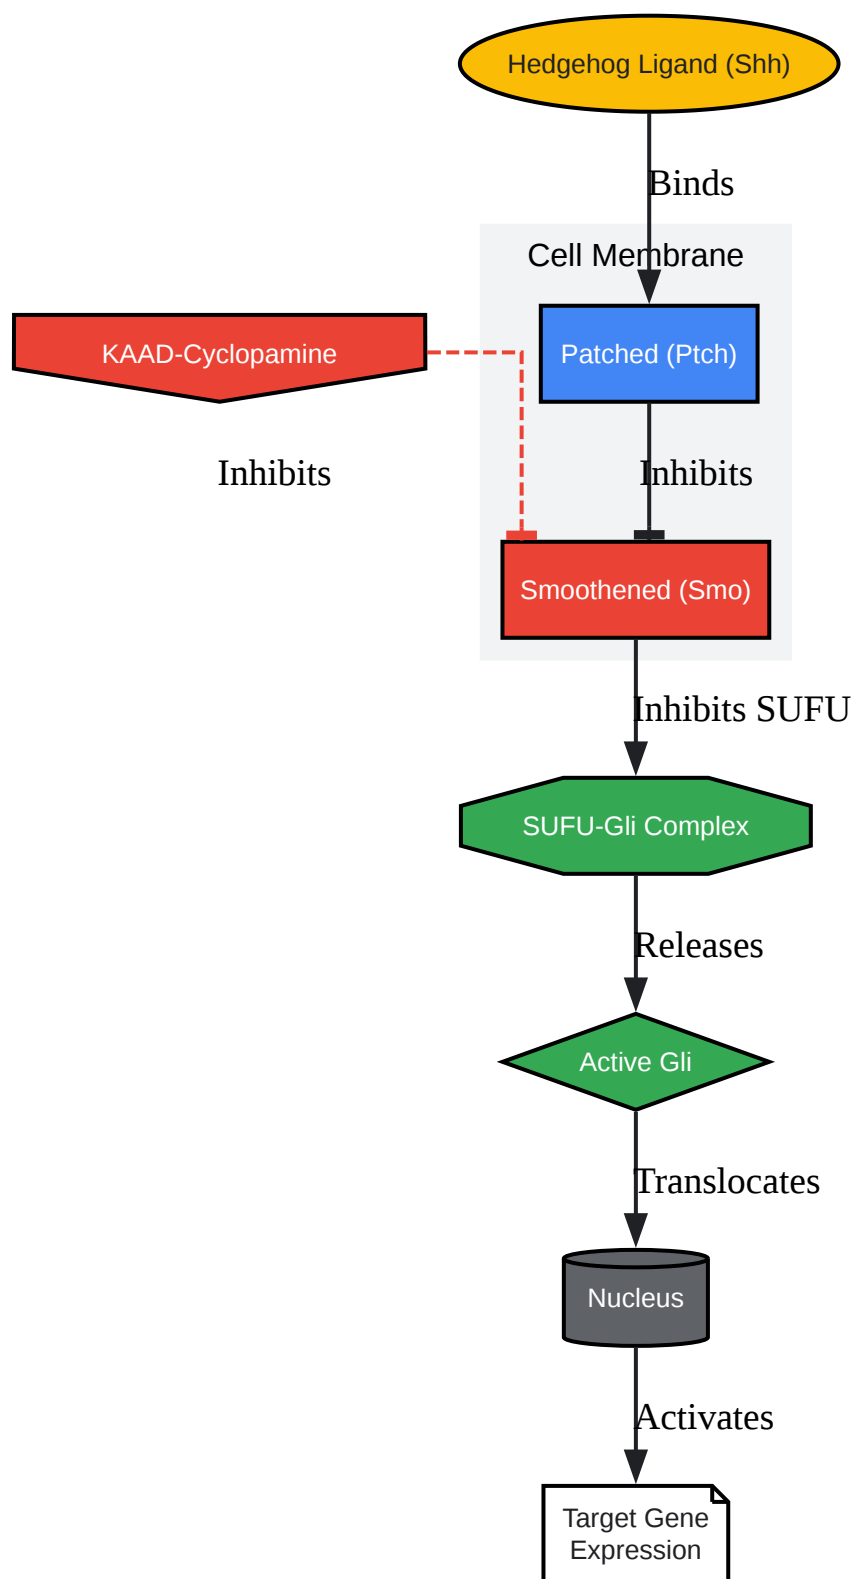 Hedgehog Ligand (Shh)
Binds
Cell Membrane
KAAD-Cyclopamine
Patched (Ptch)
Inhibits
Inhibits
Smoothened (Smo)
Inhibits SUFU
SUFU-Gli Complex
Releases
Active Gli
Translocates
Nucleus
Activates
Target Gene
Expression